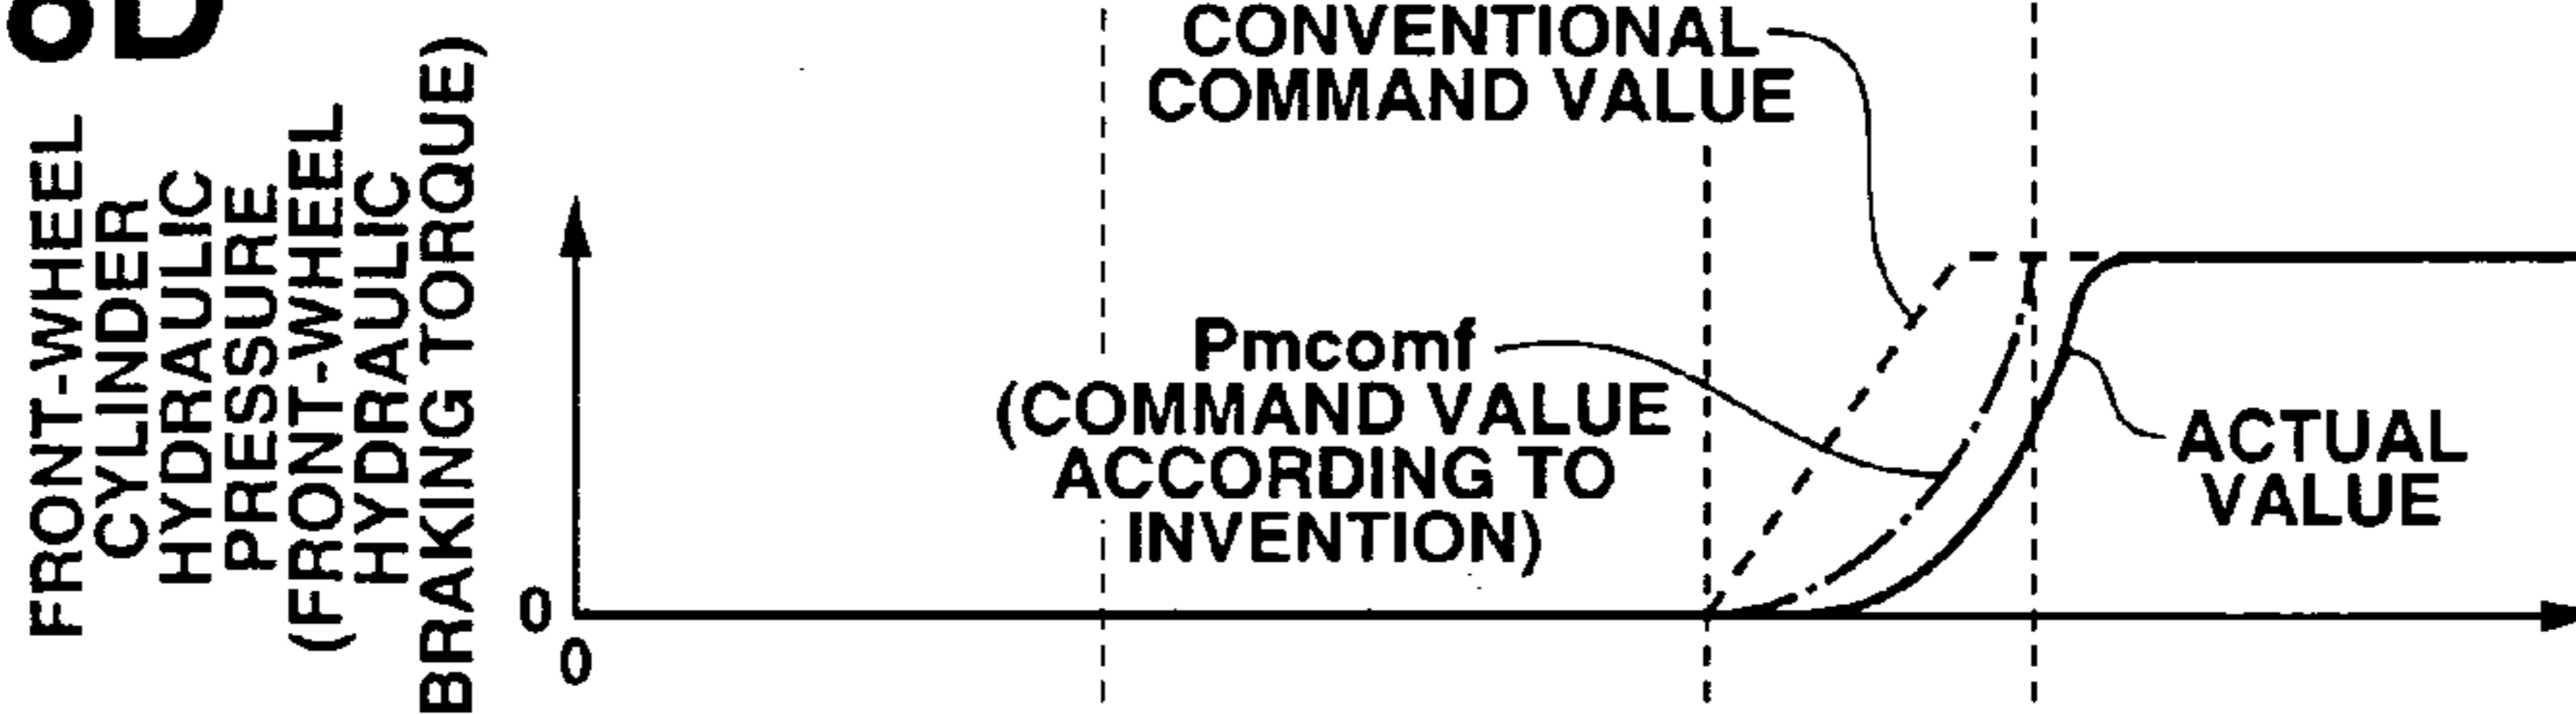 8D
FRONT-WHEEL
CYLINDER
HYDRAULIC
PRESSURE
(FRONT-WHEEL
HYDRAULIC
BRAKING TORQUE)
CONVENTIONAL
COMMAND VALUE
Pmcomf
(COMMAND VALUE
ACCORDING TO
INVENTION)
ACTUAL
VALUE
0
0